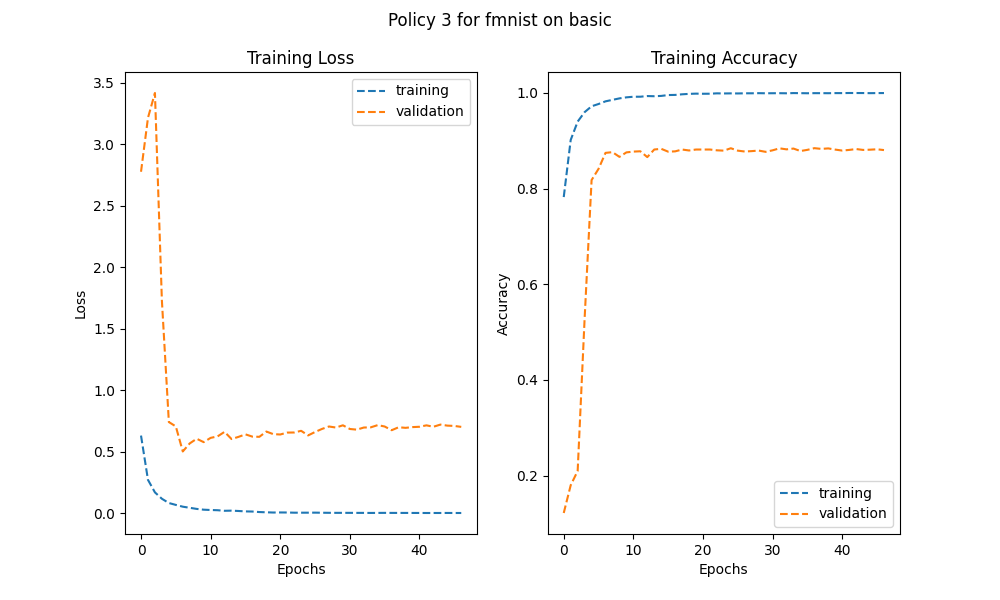 Policy 3 for fmnist on basic
Training Loss
3.5
3.0
2.5
2.0
1.5
1.0
0.5
0.0
Loss
0
10
20
30
40
Epochs
training
validation
Training Accuracy
1.0
0.8
0.6
0.4
0.2
Accuracy
0
10
20
30
40
Epochs
training
validation